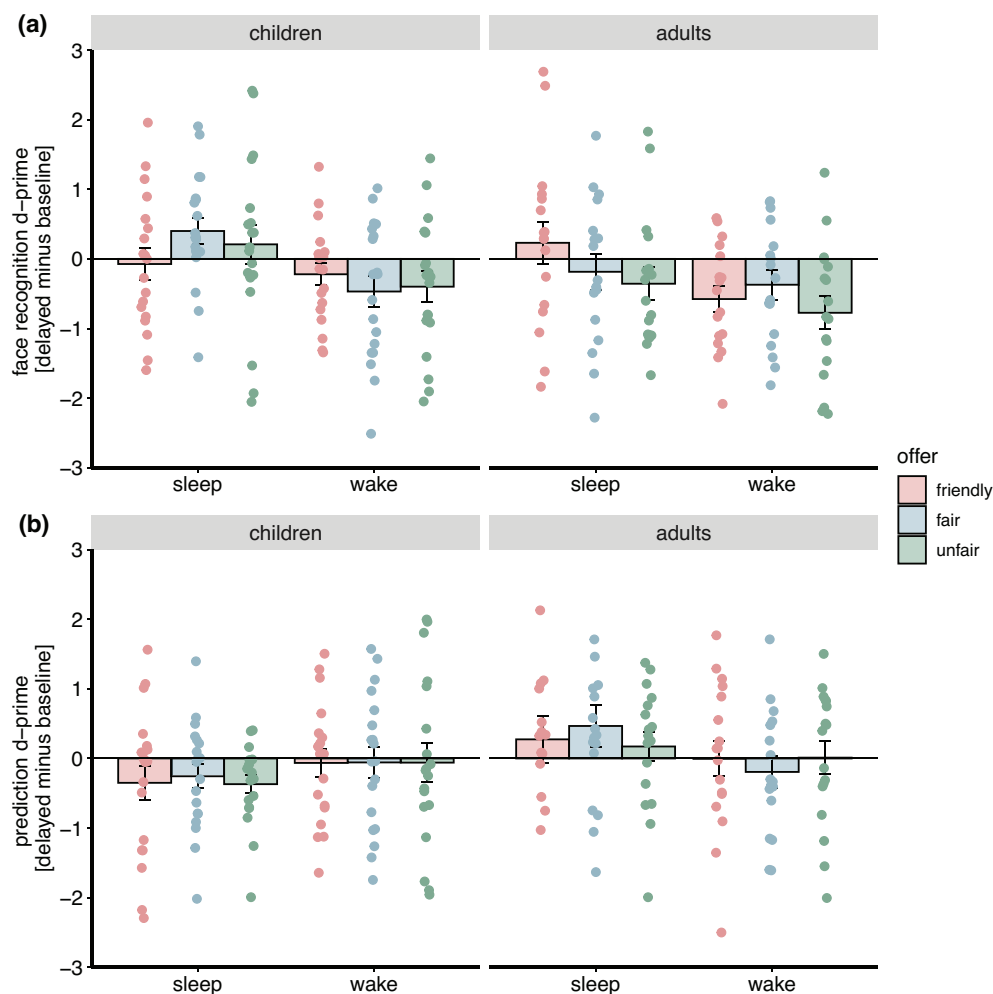 (a)
children
adults
face recognition d−prime
[delayed minus baseline]
3
2
1
0
−1
−2
−3
sleep
wake
sleep
wake
offer
friendly
fair
unfair
(b)
children
adults
prediction d−prime
[delayed minus baseline]
3
2
1
0
−1
−2
−3
sleep
wake
sleep
wake